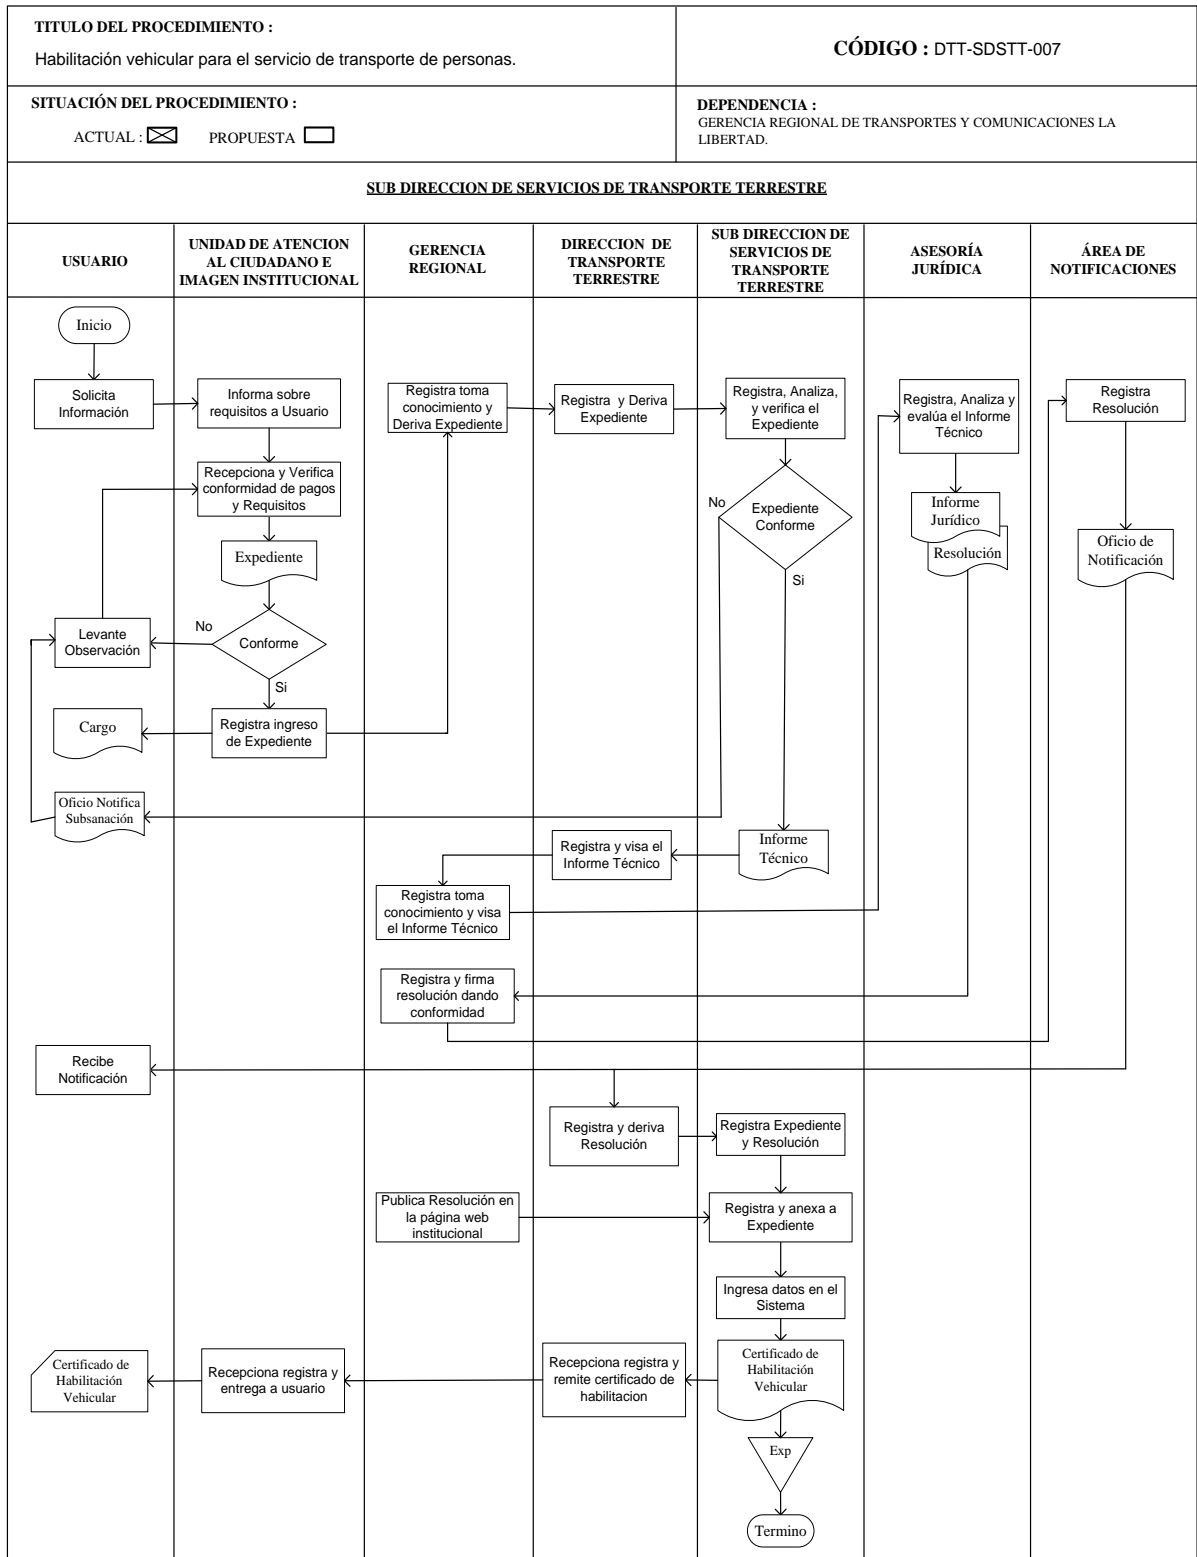 TITULO DEL PROCEDIMIENTO :
Habilitación vehicular para el servicio de transporte de personas.
CÓDIGO : DTT-SDSTT-007
SITUACIÓN DEL PROCEDIMIENTO :
ACTUAL :
PROPUESTA
DEPENDENCIA :
GERENCIA REGIONAL DE TRANSPORTES Y COMUNICACIONES LA
LIBERTAD.
SUB DIRECCION DE SERVICIOS DE TRANSPORTE TERRESTRE
USUARIO
UNIDAD DE ATENCION
AL CIUDADANO E
IMAGEN INSTITUCIONAL
GERENCIA
REGIONAL
DIRECCION DE
TRANSPORTE
TERRESTRE
SUB DIRECCION DE
SERVICIOS DE
TRANSPORTE
TERRESTRE
ASESORÍA
JURÍDICA
ÁREA DE
NOTIFICACIONES
Inicio
Solicita
Información
Informa sobre
requisitos a Usuario
Registra toma
conocimiento y
Deriva Expediente
Registra y Deriva
Expediente
Registra, Analiza,
y verifica el
Expediente
Registra, Analiza y
evalúa el Informe
Técnico
Registra
Resolución
Recepciona y Verifica
conformidad de pagos
y Requisitos
Expediente
No
Expediente
Conforme
Si
Informe
Jurídico
Resolución
Oficio de
Notificación
Levante
Observación
No
Conforme
Si
Cargo
Registra ingreso
de Expediente
Oficio Notifica
Subsanación
Registra y visa el
Informe Técnico
Informe
Técnico
Registra toma
conocimiento y visa
el Informe Técnico
Registra y firma
resolución dando
conformidad
Recibe
Notificación
Registra y deriva
Resolución
Registra Expediente
y Resolución
Publica Resolución en
la página web
institucional
Registra y anexa a
Expediente
Ingresa datos en el
Sistema
Certificado de
Habilitación
Vehicular
Recepciona registra y
entrega a usuario
Recepciona registra y
remite certificado de
habilitacion
Certificado de
Habilitación
Vehicular
Exp
Termino